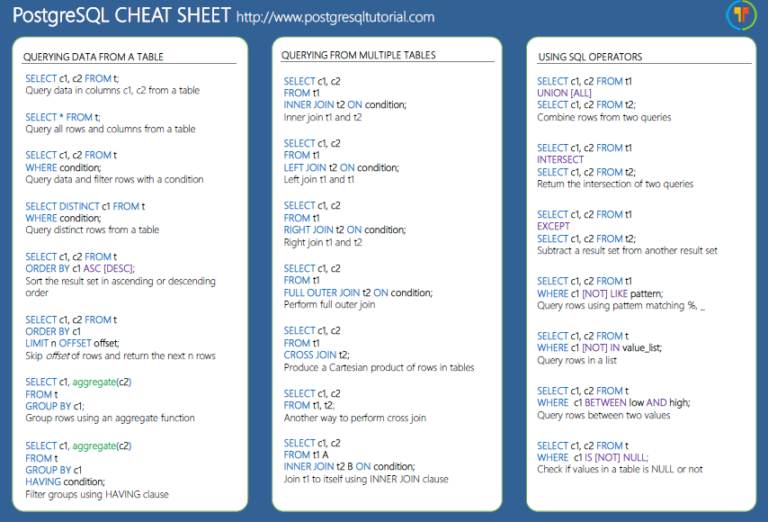 PostgreSQL CHEAT SHEET http://www.postgresqltutorial.com
QUERYING DATA FROM A TABLE
SELECT c1, c2 FROM t;
Query data in columns c1, c2 from a table
SELECT * FROM t;
Query all rows and columns from a table
SELECT c1, c2 FROM t
WHERE condition;
Query data and filter rows with a condition
SELECT DISTINCT c1 FROM t
WHERE condition;
Query distinct rows from a table
SELECT c1, c2 FROM t
ORDER BY c1 ASC [DESC];
Sort the result set in ascending or descending
order
SELECT c1, c2 FROM t
ORDER BY c1
LIMIT n OFFSET offset;
Skip offset of rows and return the next n rows
SELECT c1, aggregate(c2)
FROM t
GROUP BY c1;
Group rows using an aggregate function
SELECT c1, aggregate(c2)
FROM t
GROUP BY c1
HAVING condition;
Filter groups using HAVING clause
QUERYING FROM MULTIPLE TABLES
SELECT c1, c2
FROM t1
INNER JOIN t2 ON condition;
Inner join t1 and t2
SELECT c1, c2
FROM t1
LEFT JOIN t2 ON condition;
Left join t1 and t1
SELECT c1, c2
FROM t1
RIGHT JOIN t2 ON condition;
Right join t1 and t2
SELECT c1, c2
FROM t1
FULL OUTER JOIN t2 ON condition;
Perform full outer join
SELECT c1, c2
FROM t1
CROSS JOIN t2;
Produce a Cartesian product of rows in tables
SELECT c1, c2
FROM t1, t2;
Another way to perform cross join
SELECT c1, c2
FROM t1 A
INNER JOIN t2 B ON condition;
Join t1 to itself using INNER JOIN clause
USING SQL OPERATORS
SELECT c1, c2 FROM t1
UNION [ALL]
SELECT c1, c2 FROM t2;
Combine rows from two queries
SELECT c1, c2 FROM t1
INTERSECT
SELECT c1, c2 FROM t2;
Return the intersection of two queries
SELECT c1, c2 FROM t1
EXCEPT
SELECT c1, c2 FROM t2;
Subtract a result set from another result set
SELECT c1, c2 FROM t1
WHERE c1 [NOT] LIKE pattern;
Query rows using pattern matching %, _
SELECT c1, c2 FROM t
WHERE c1 [NOT] IN value_list;
Query rows in a list
SELECT c1, c2 FROM t
WHERE c1 BETWEEN low AND high;
Query rows between two values
SELECT c1, c2 FROM t
WHERE c1 IS [NOT] NULL;
Check if values in a table is NULL or not